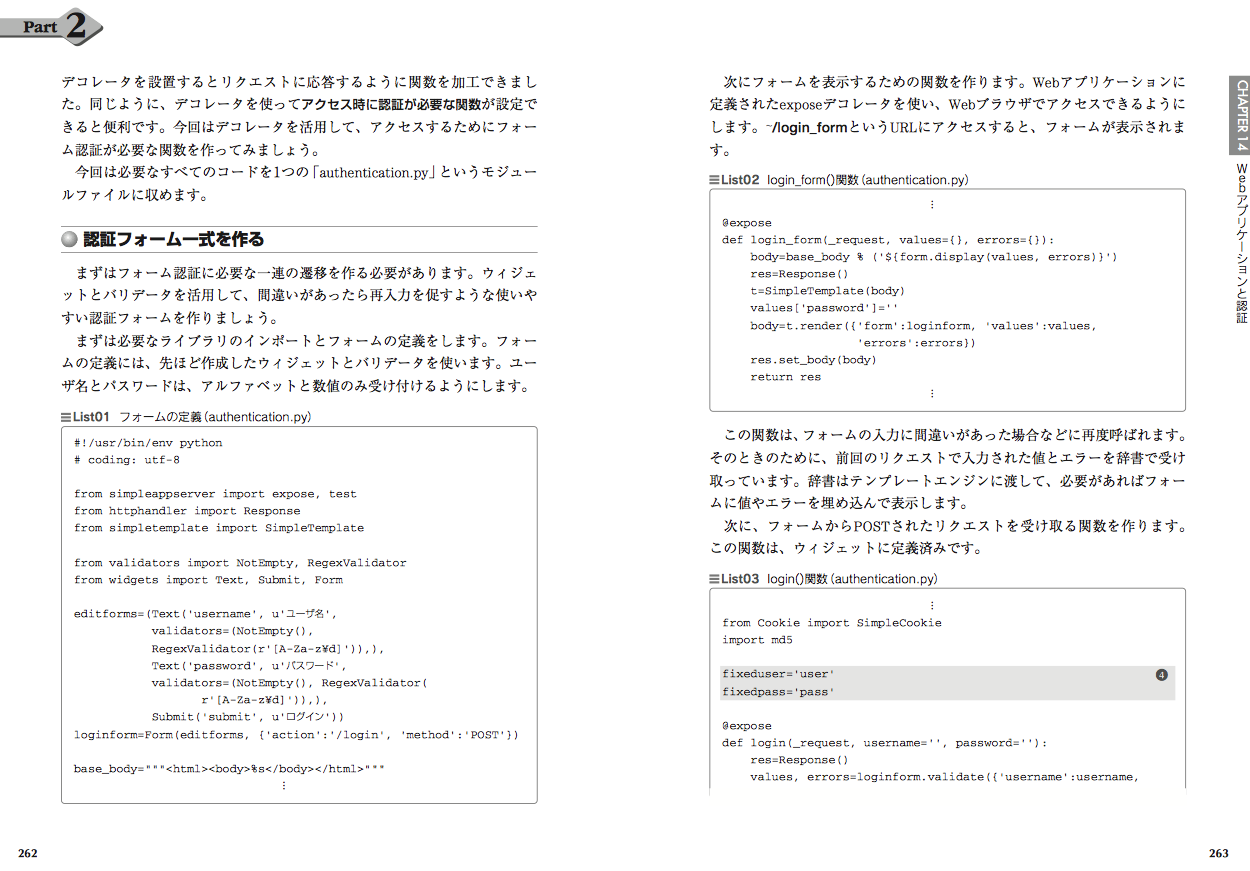 Part 2
デコレータを設置するとリクエストに応答するように関数を加工できまし
た。同じように、デコレータを使ってアクセス時に認証が必要な関数が設定で
きると便利です。今回はデコレータを活用して、アクセスするためにフォー
ム認証が必要な関数を作ってみましょう。
今回は必要なすべてのコードを1つの「authentication.py」というモジュー
ルファイルに収めます。
認証フォーム一式を作る
まずはフォーム認証に必要な一連の遷移を作る必要があります。ウィジェ
ットとバリデータを活用して、間違いがあったら再入力を促すような使いや
すい認証フォームを作りましょう。
まずは必要なライブラリのインポートとフォームの定義をします。フォー
ムの定義には、先ほど作成したウィジェットとバリデータを使います。ユー
ザ名とパスワードは、アルファベットと数値のみ受け付けるようにします。
List01 フォームの定義(authentication.py)
#!/usr/bin/env python
# coding: utf-8
from simpleappserver import expose, test
from httphandler import Response
from simpletemplate import SimpleTemplate
from validators import NotEmpty, RegexValidator
from widgets import Text, Submit, Form
editforms=(Text('username', u'ユーザ名',
validators=(NotEmpty(),
RegexValidator(r'[A-Za-z¥d]')),),
Text('password', u'パスワード',
validators=(NotEmpty(), RegexValidator(
r'[A-Za-z¥d]')),),
Submit('submit', u'ログイン'))
loginform=Form(editforms, {'action':'/login', 'method':'POST'})
base_body="""<html><body>%s</body></html>"""
⋮
262
次にフォームを表示するための関数を作ります。Webアプリケーションに
定義されたexposeデコレータを使い、Webブラウザでアクセスできるように
します。~/login_formというURLにアクセスすると、フォームが表示されま
す。
List02 login_form()関数(authentication.py)
⋮
@expose
def login_form(_request, values={}, errors={}):
body=base_body % ('${form.display(values, errors)}')
res=Response()
t=SimpleTemplate(body)
values['password']=''
body=t.render({'form':loginform, 'values':values,
'errors':errors})
res.set_body(body)
return res
⋮
この関数は、フォームの入力に間違いがあった場合などに再度呼ばれます。
そのときのために、前回のリクエストで入力された値とエラーを辞書で受け
取っています。辞書はテンプレートエンジンに渡して、必要があればフォー
ムに値やエラーを埋め込んで表示します。
次に、フォームからPOSTされたリクエストを受け取る関数を作ります。
この関数は、ウィジェットに定義済みです。
List03 login()関数(authentication.py)
⋮
from Cookie import SimpleCookie
import md5
fixeduser='user' ❹
fixedpass='pass'
@expose
def login(_request, username='', password=''):
res=Response()
values, errors=loginform.validate({'username':username,
CHAPTER 14 Webアプリケーションと認証
263